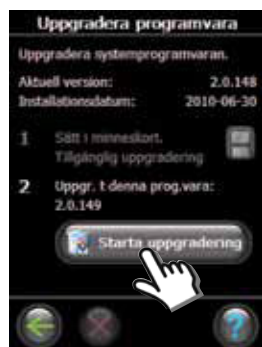 Uppgradera programvara
Uppgradera systemprogramvaran.
Aktuell version: 2.0.148
Installationsdatum: 2010-06-30
1 Sätt i minneskort.
Tillgänglig uppgradering
2 Uppgr. t denna prog.vara:
2.0.149
Starta uppgradering
?